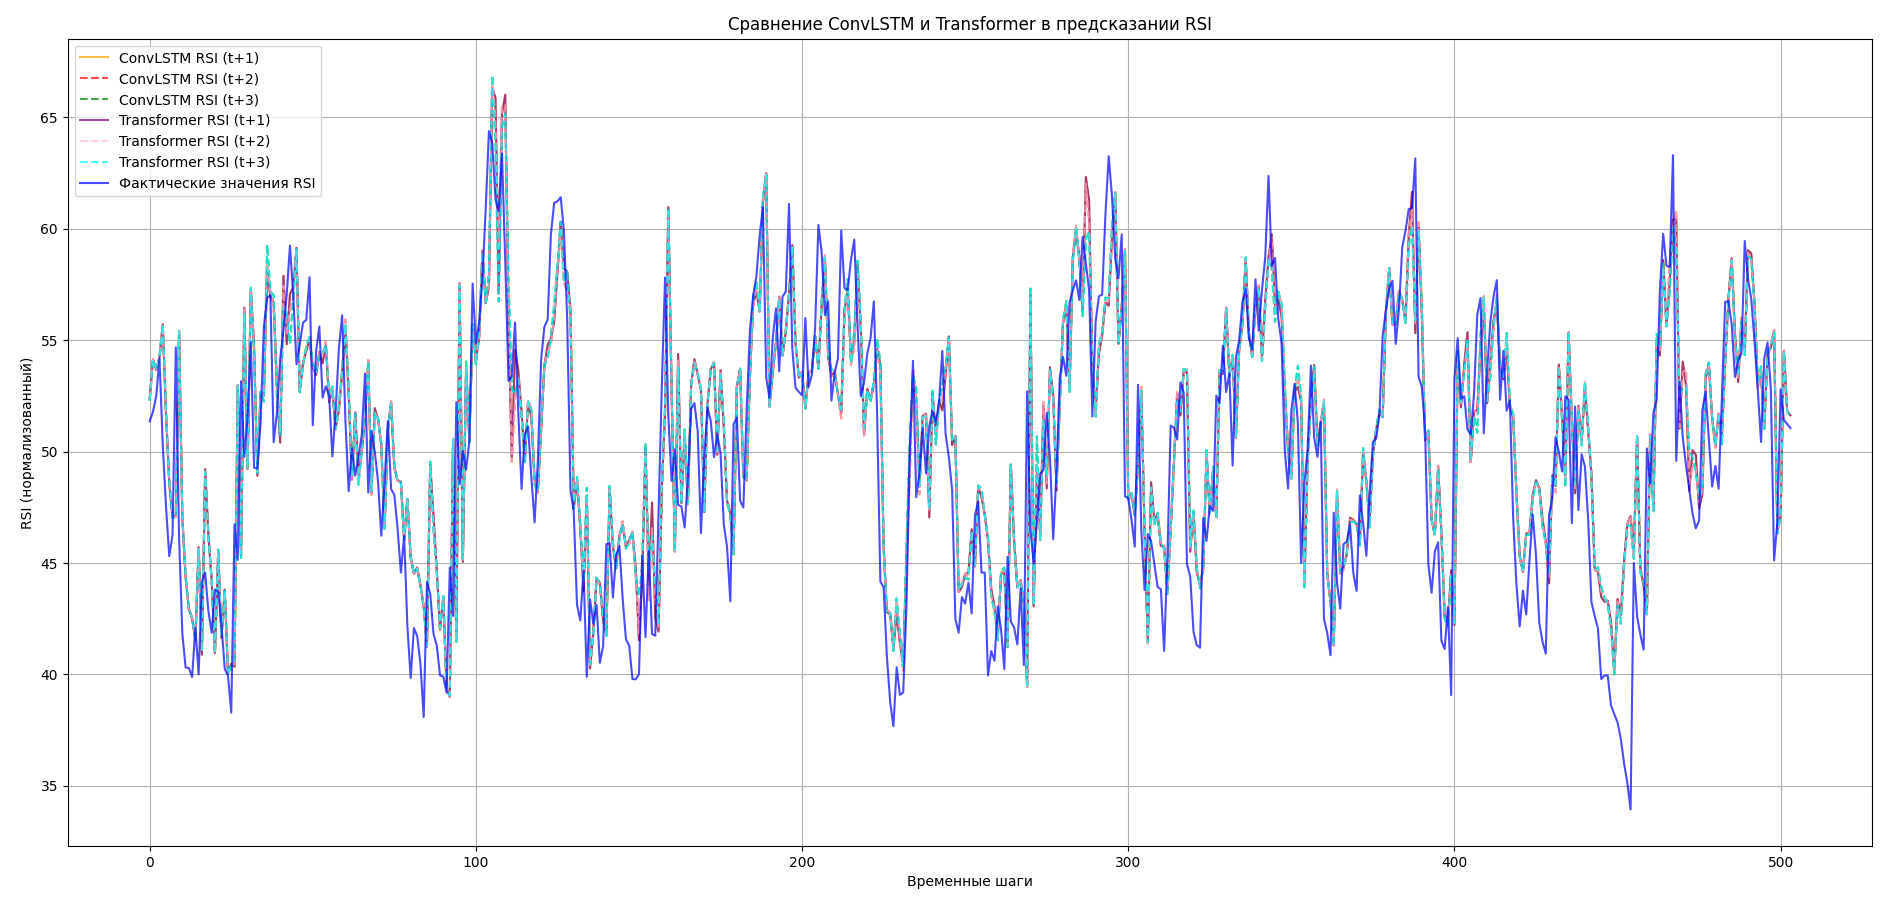 Сравнение ConvLSTM и Transformer в предсказании RSI
ConvLSTM RSI (t+1)
ConvLSTM RSI (t+2)
ConvLSTM RSI (t+3)
Transformer RSI (t+1)
Transformer RSI (t+2)
Transformer RSI (t+3)
Фактические значения RSI
RSI (нормализованный)
65
60
55
50
45
40
35
0
100
200
300
400
500
Временные шаги